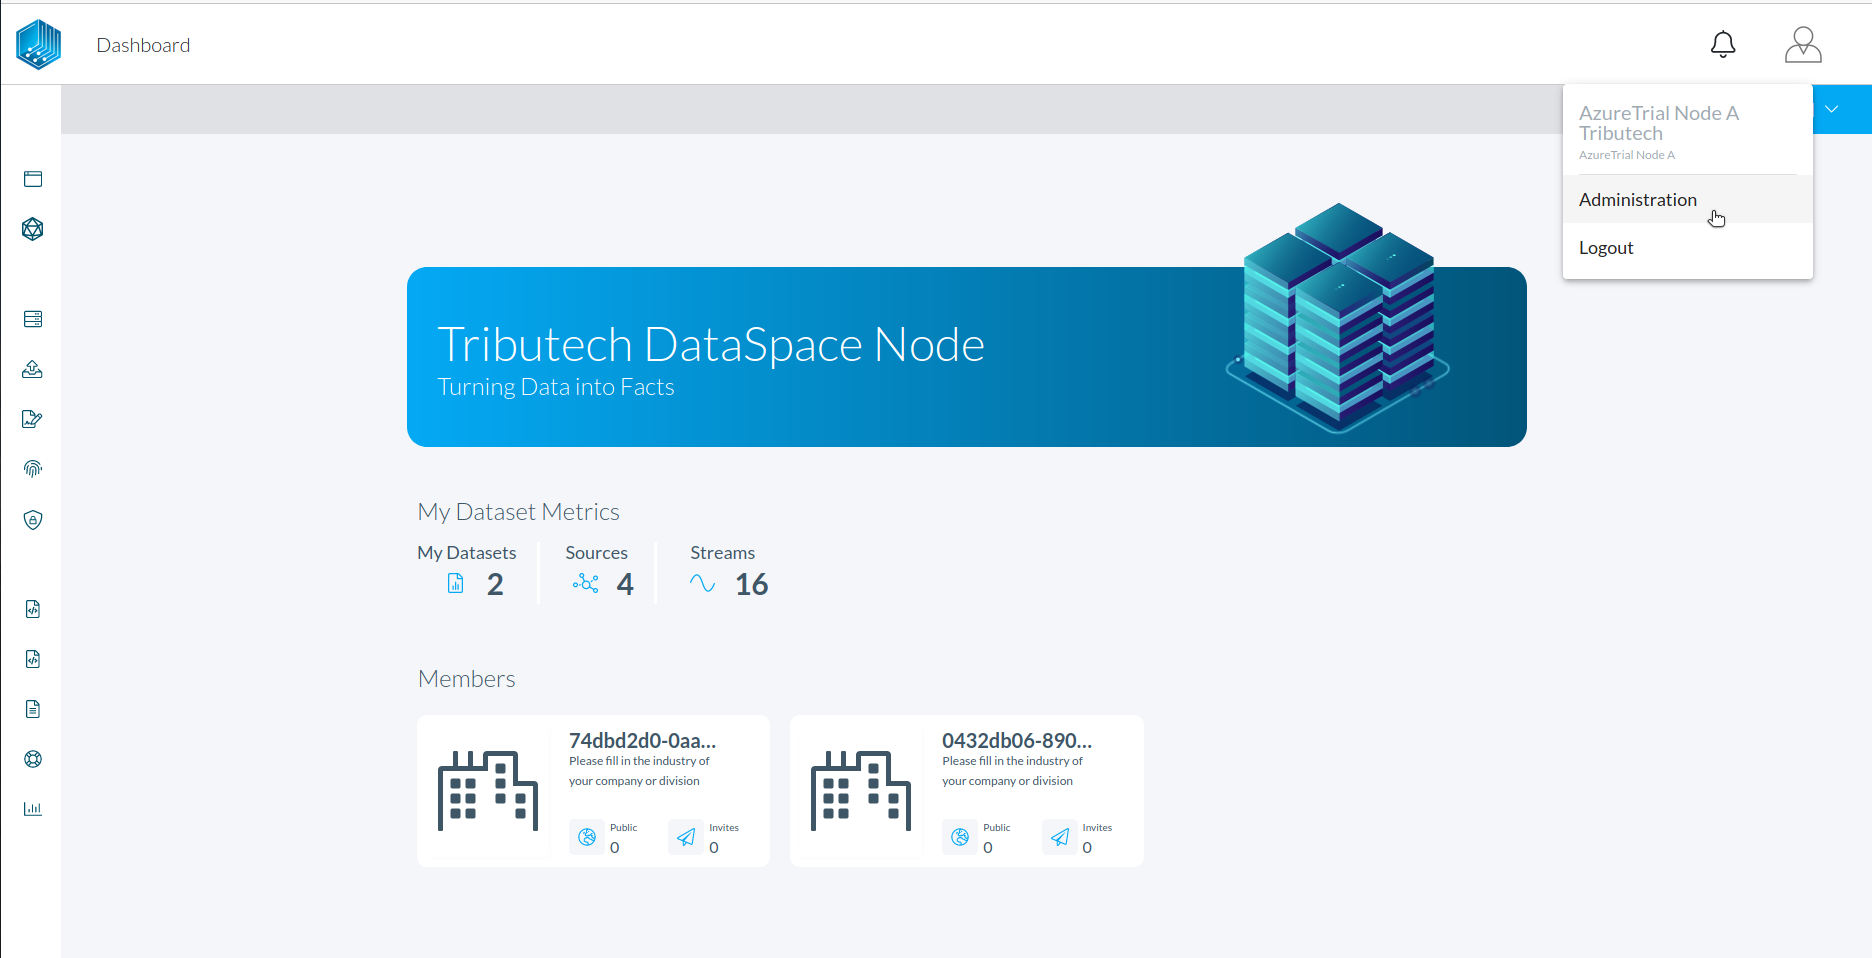 Dashboard
AzureTrial Node A
Tributech
AzureTrial Node A
Administration
Logout
Tributech DataSpace Node
Turning Data into Facts
My Dataset Metrics
My Datasets
2
Sources
4
Streams
16
Members
74dbd2d0-0aa...
Please fill in the industry of
your company or division
Public
0
Invites
0
0432db06-890...
Please fill in the industry of
your company or division
Public
0
Invites
0